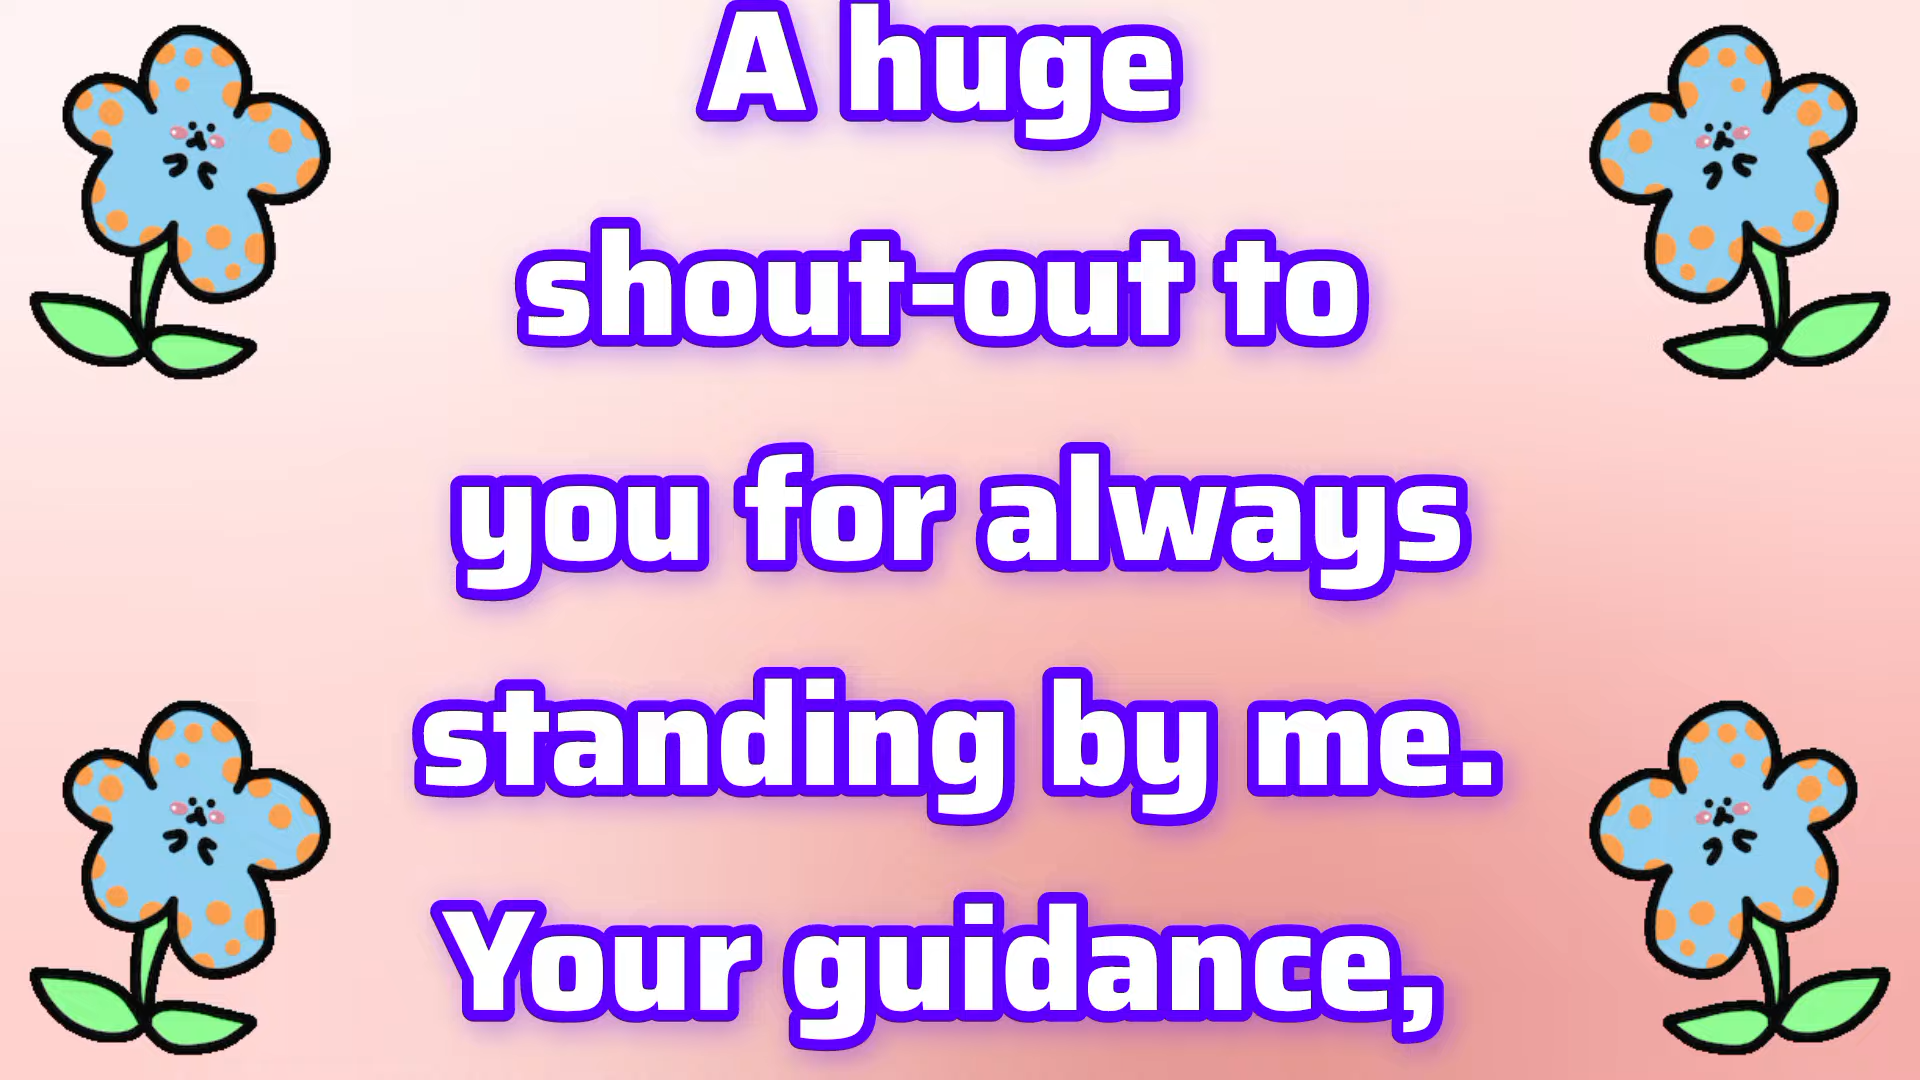 A huge
shout-out to
you for always
standing by me.
Your guidance,